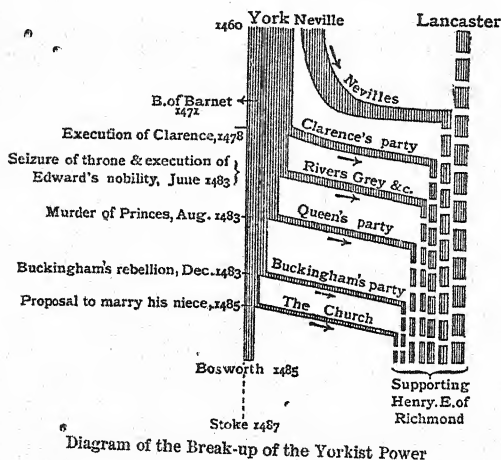 York Neville Lancaster
1460
Nevilles
B. of Barnet
1471
Clarence's party
Execution of Clarence, 1478
Seizure of throne & execution of
Edward's nobility, June 1483
Rivers Grey &c.
Queen's party
Murder of Princes, Aug. 1483
Buckingham's party
Buckingham's rebellion, Dec. 1483
Proposal to marry his niece, 1485
The Church
Bosworth 1485
Supporting
Henry. E. of
Richmond
Stoke 1487
Diagram of the Break-up of the Yorkist Power